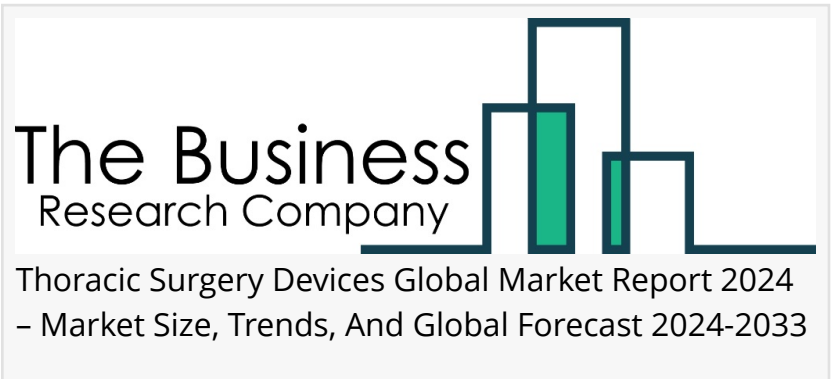 The Business
Research Company
Thoracic Surgery Devices Global Market Report 2024
– Market Size, Trends, And Global Forecast 2024-2033